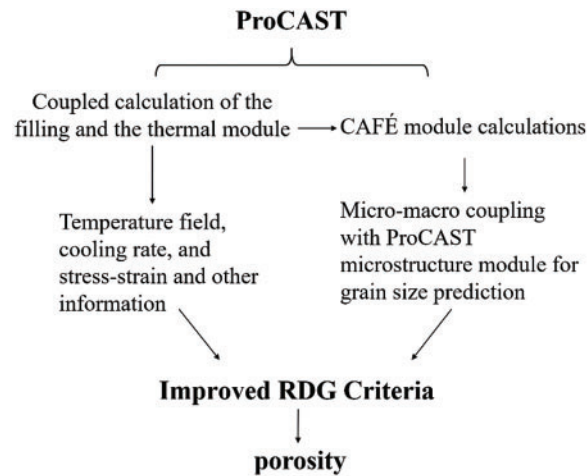 ProCAST
Coupled calculation of the
filling and the thermal module
CAFÉ module calculations
Temperature field,
cooling rate, and
stress-strain and other
information
Micro-macro coupling
with ProCAST
microstructure module for
grain size prediction
Improved RDG Criteria
porosity